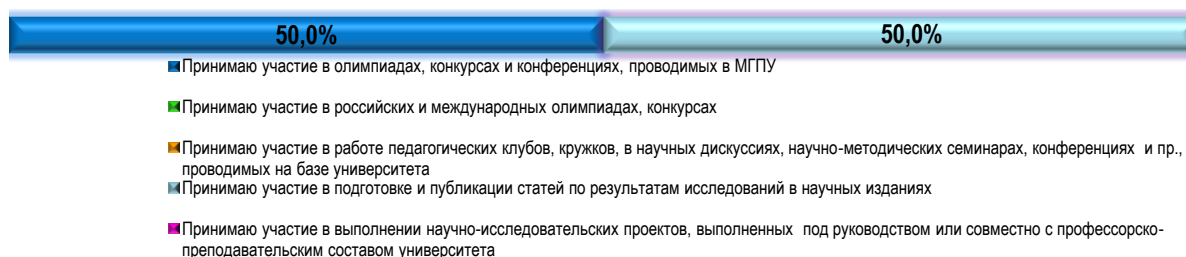 50,0% 50,0%
Принимаю участие в олимпиадах, конкурсах и конференциях, проводимых в МГПУ
Принимаю участие в российских и международных олимпиадах, конкурсах
Принимаю участие в работе педагогических клубов, кружков, в научных дискуссиях, научно-методических семинарах, конференциях и пр.,
проводимых на базе университета
Принимаю участие в подготовке и публикации статей по результатам исследований в научных изданиях
Принимаю участие в выполнении научно-исследовательских проектов, выполненных под руководством или совместно с профессорско-
преподавательским составом университета